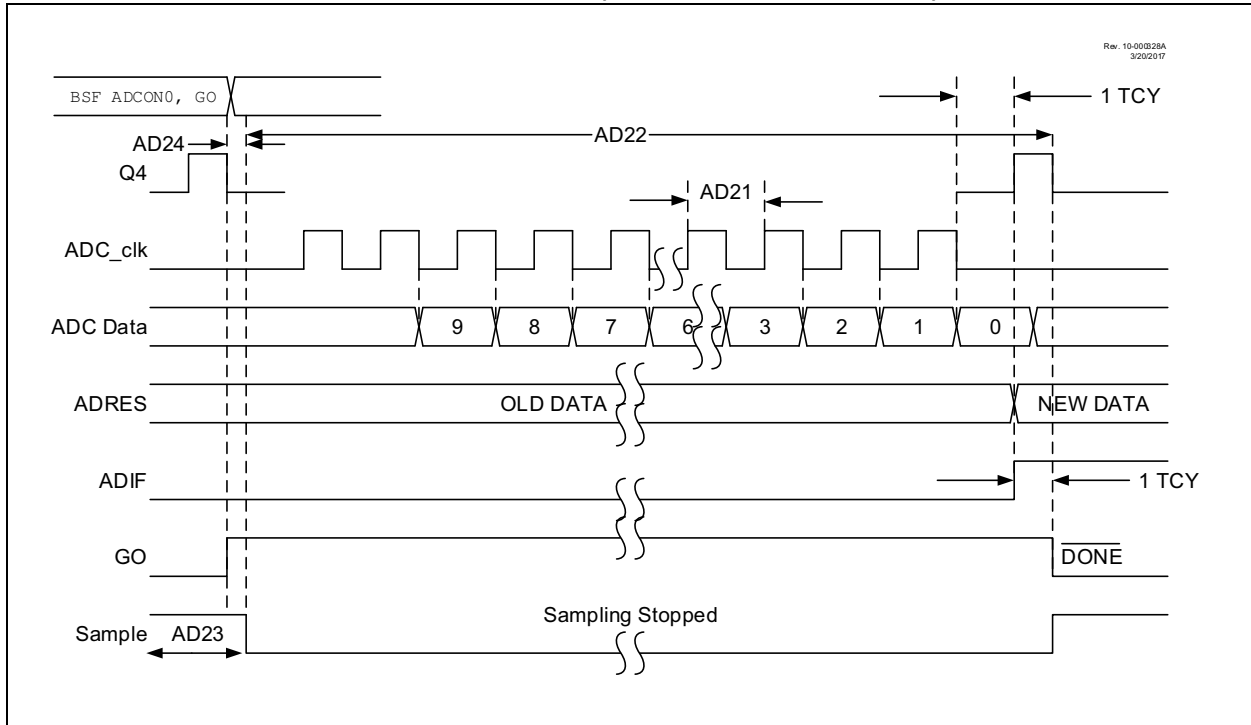 Rev. 10-000328A
3/20/2017
BSF ADCON0, GO
1 TCY
AD24
AD22
Q4
AD21
ADC_clk
ADC Data
9 8 7 6 3 2 1 0
ADRES
OLD DATA
NEW DATA
ADIF
1 TCY
GO
DONE
Sampling Stopped
Sample
AD23